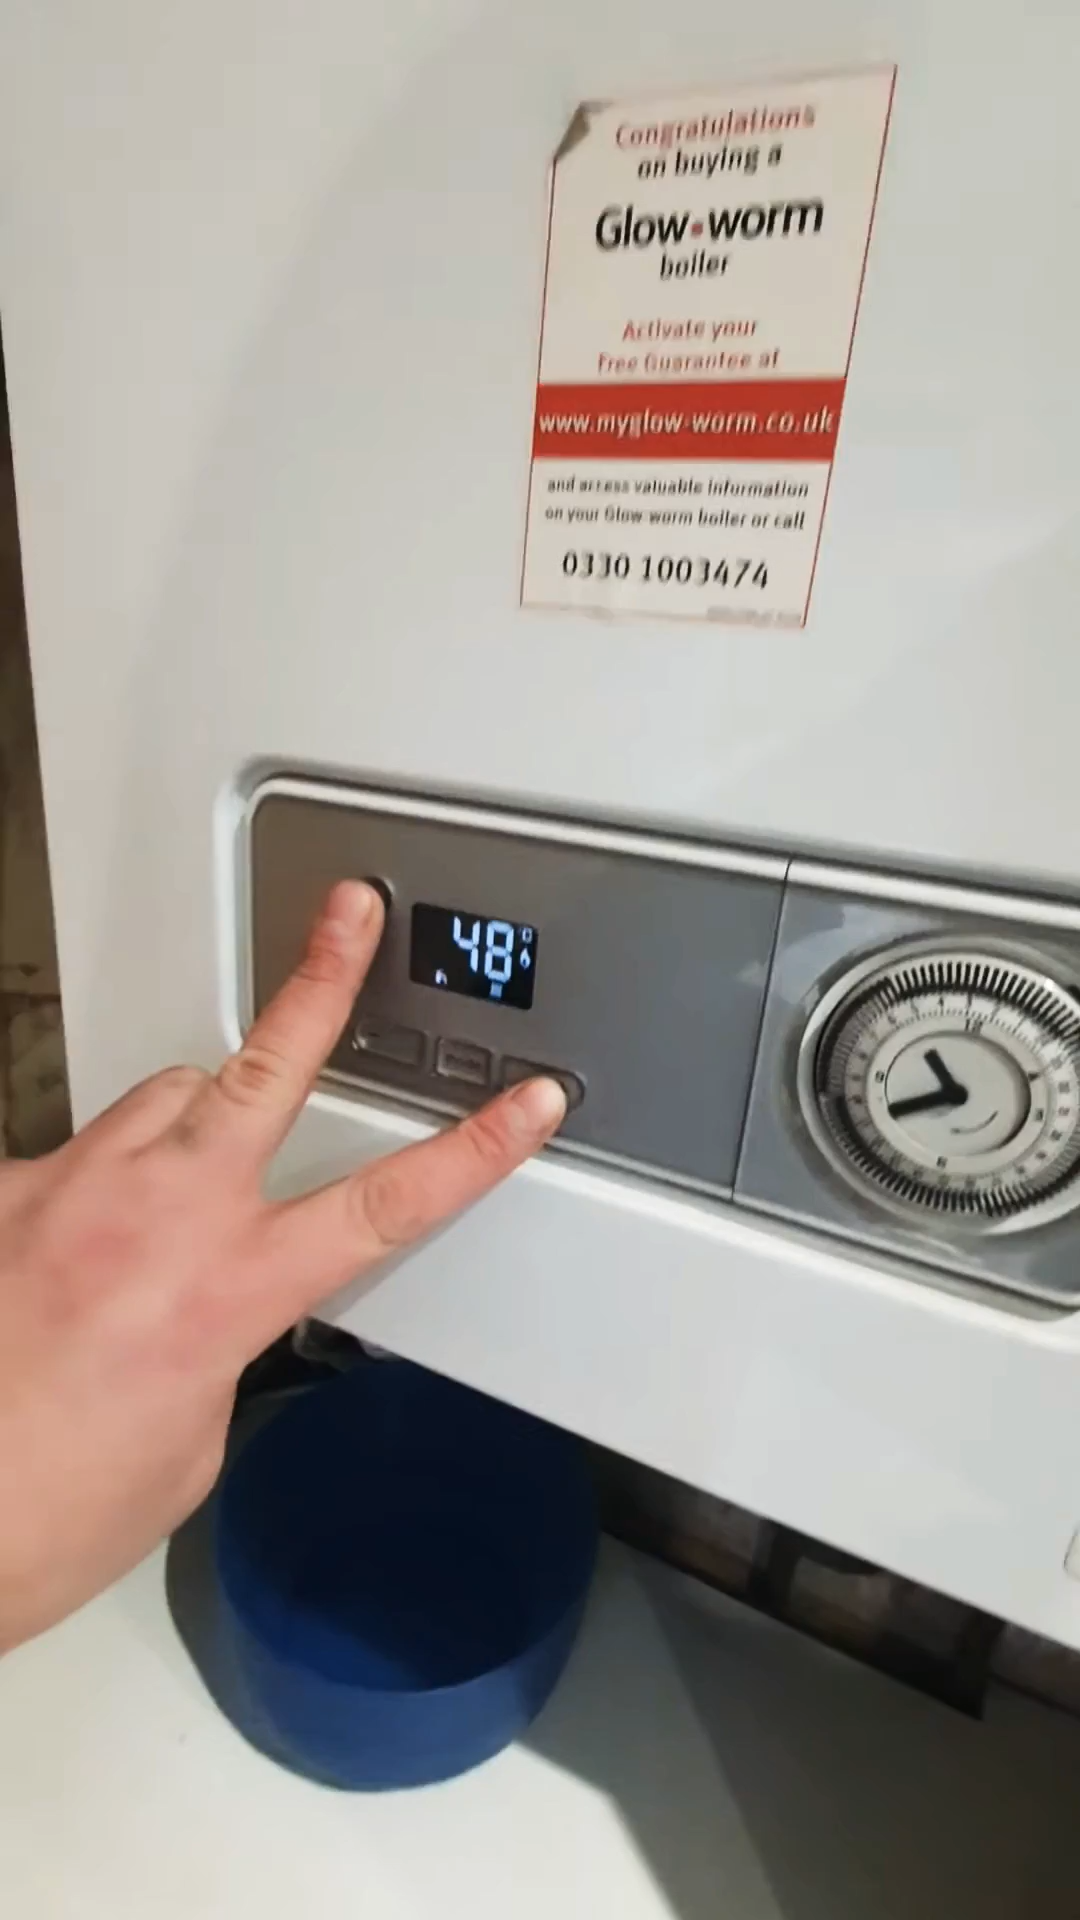 Congratulations
on buying a
Glow•worm
boiler
Activate your
Free Guarantee at
www.myglow-worm.co.uk
and access valuable information
on your Glow-worm boiler or call
0330 1003474
48°